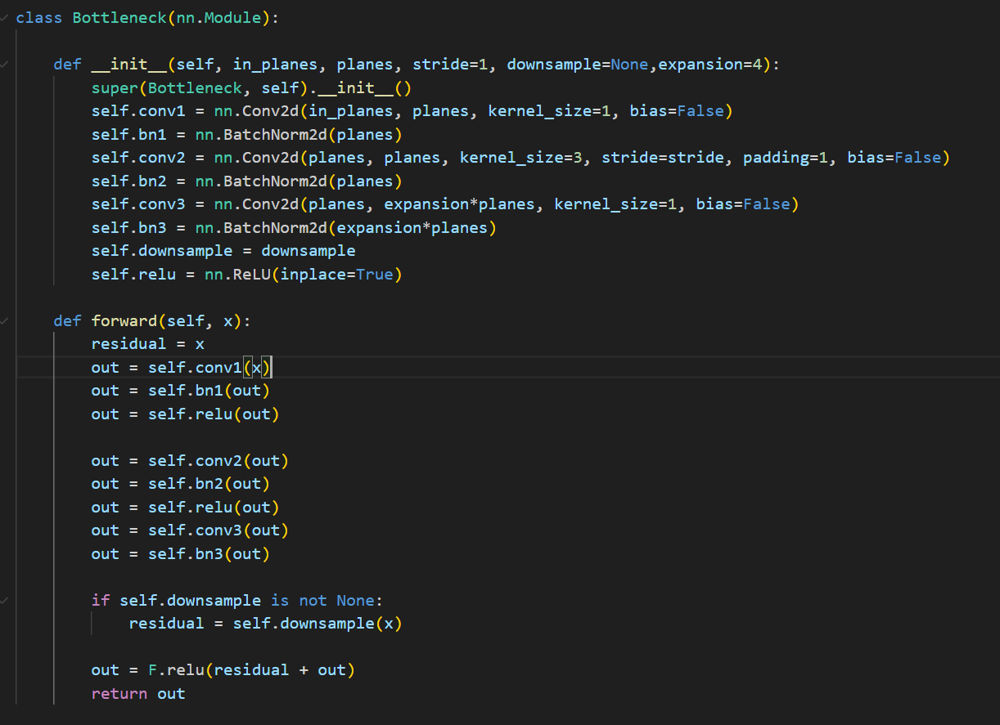 class Bottleneck(nn.Module):
def __init__(self, in_planes, planes, stride=1, downsample=None,expansion=4):
super(Bottleneck, self).__init__()
self.conv1 = nn.Conv2d(in_planes, planes, kernel_size=1, bias=False)
self.bn1 = nn.BatchNorm2d(planes)
self.conv2 = nn.Conv2d(planes, planes, kernel_size=3, stride=stride, padding=1, bias=False)
self.bn2 = nn.BatchNorm2d(planes)
self.conv3 = nn.Conv2d(planes, expansion*planes, kernel_size=1, bias=False)
self.bn3 = nn.BatchNorm2d(expansion*planes)
self.downsample = downsample
self.relu = nn.ReLU(inplace=True)
def forward(self, x):
residual = x
out = self.conv1(x)
out = self.bn1(out)
out = self.relu(out)
out = self.conv2(out)
out = self.bn2(out)
out = self.relu(out)
out = self.conv3(out)
out = self.bn3(out)
if self.downsample is not None:
residual = self.downsample(x)
out = F.relu(residual + out)
return out